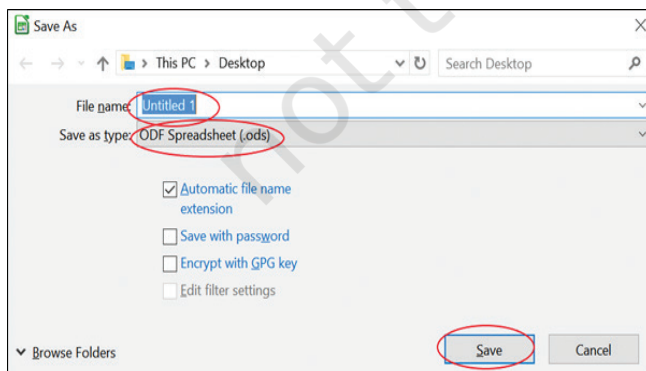 Save As
This PC > Desktop
Search Desktop
File name: Untitled 1
Save as type: ODF Spreadsheet (.ods)
Automatic file name
extension
Save with password
Encrypt with GPG key
Edit filter settings
Browse Folders
Save
Cancel
not t